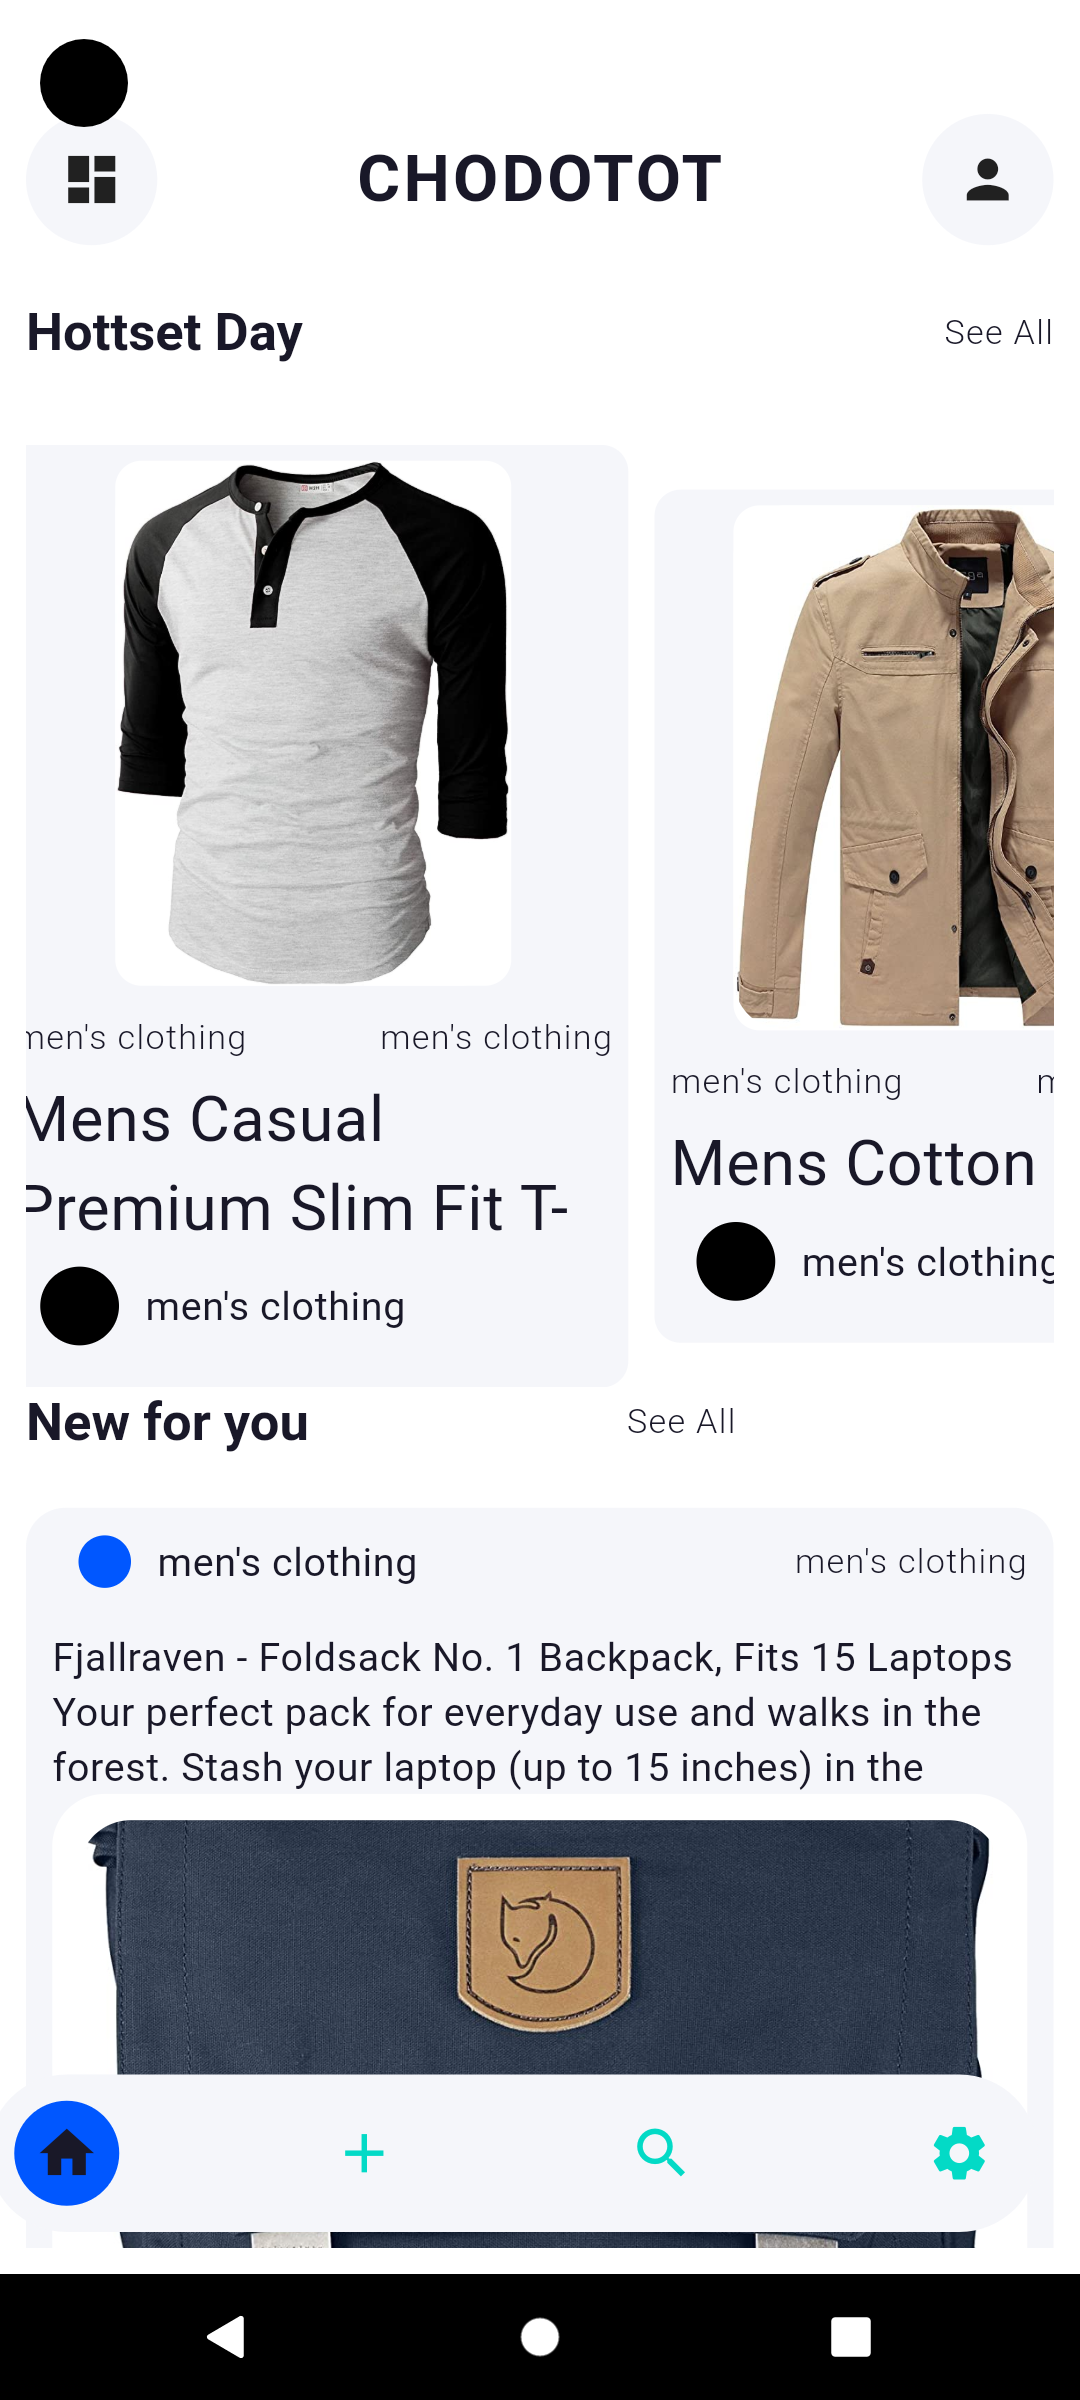 CHODOTOT
Hottset Day
See All
men's clothing
men's clothing
Mens Casual
Premium Slim Fit T-
men's clothing
men's clothing
Mens Cotton
men's clothing
New for you
See All
men's clothing
men's clothing
Fjallraven - Foldsack No. 1 Backpack, Fits 15 Laptops
Your perfect pack for everyday use and walks in the
forest. Stash your laptop (up to 15 inches) in the